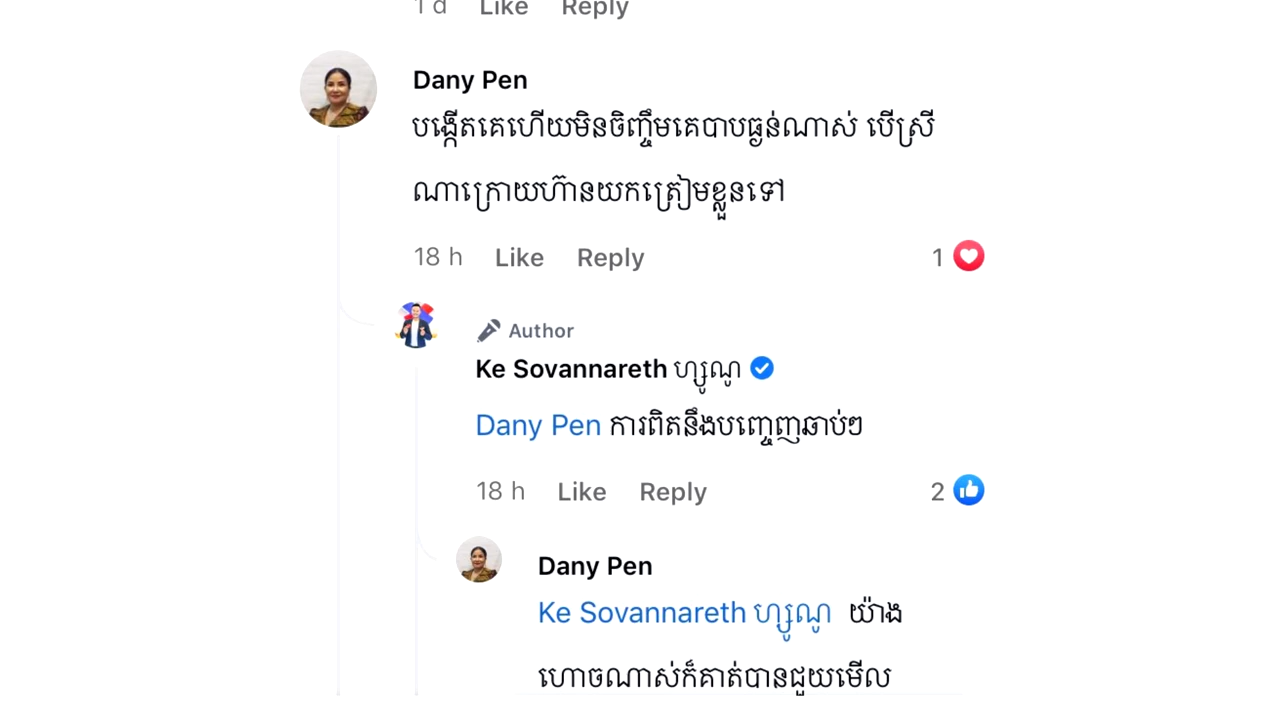 1 d Like Reply
Dany Pen
បង្កើតគេហើយមិនចិញ្ចឹមគេបាបធ្ងន់ណាស់ បើស្រី
ណាក្រោយហ៊ានយកត្រៀមខ្លួនទៅ
18 h Like Reply 1
Author
Ke Sovannareth ហ្សូណូ
Dany Pen ការពិតនឹងបញ្ចេញឆាប់ៗ
18 h Like Reply 2
Dany Pen
Ke Sovannareth ហ្សូណូ យ៉ាង
ហោចណាស់ក៏គាត់បានជួយមើល